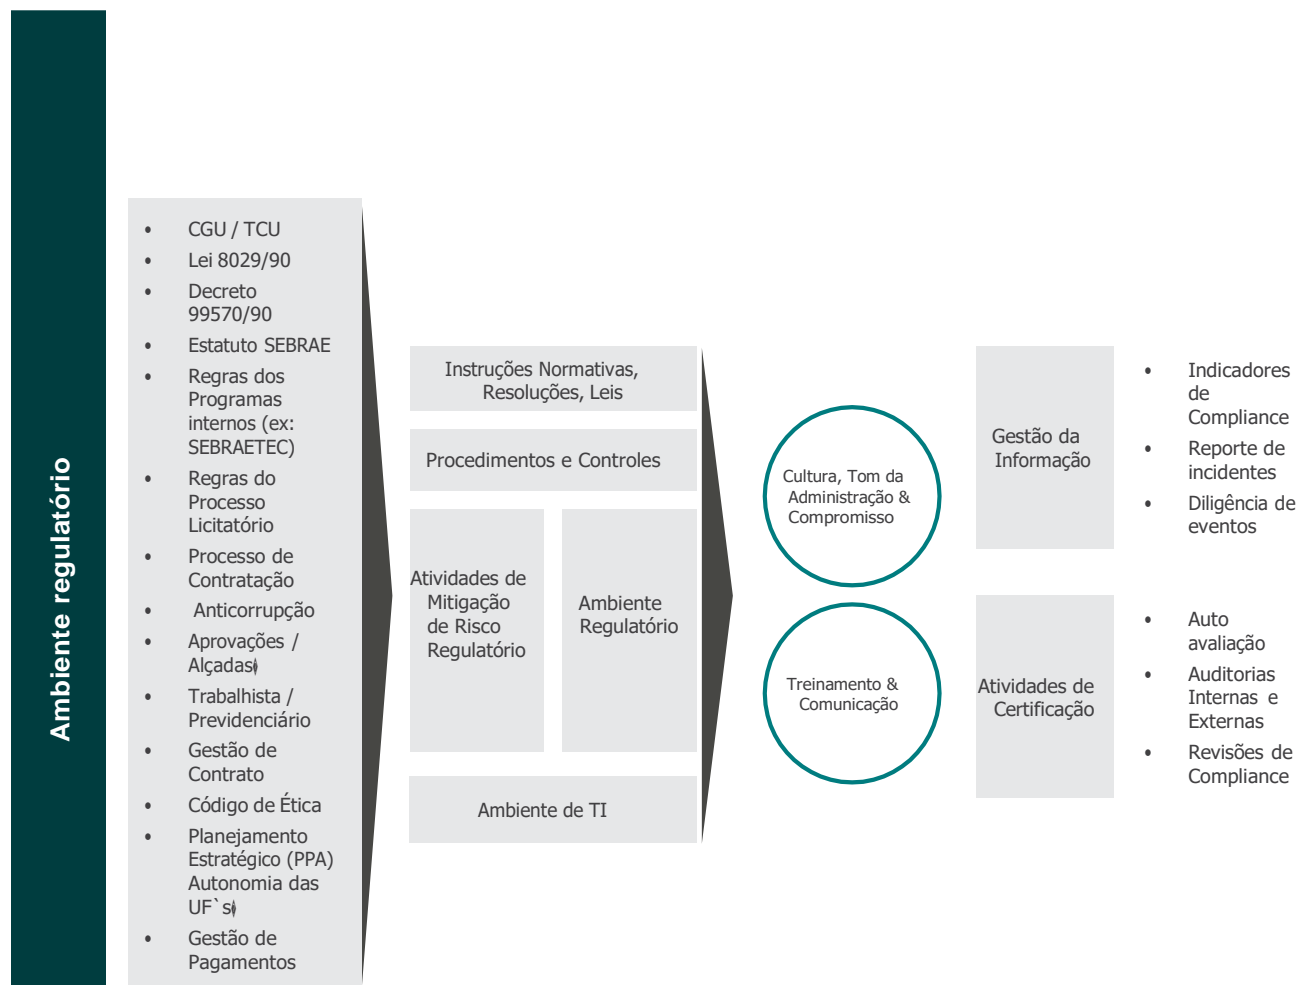 Ambiente regulatório
• CGU / TCU
• Lei 8029/90
• Decreto
99570/90
• Estatuto SEBRAE
• Regras dos
Programas
internos (ex:
SEBRAETEC)
• Regras do
Processo
Licitatório
• Processo de
Contratação
• Anticorrupção
• Aprovações /
Alçadas
• Trabalhista /
Previdenciário
• Gestão de
Contrato
• Código de Ética
• Planejamento
Estratégico (PPA)
Autonomia das
UF`s
• Gestão de
Pagamentos
Instruções Normativas,
Resoluções, Leis
Procedimentos e Controles
Atividades de
Mitigação
de Risco
Regulatório
Ambiente
Regulatório
Ambiente de TI
Cultura, Tom da
Administração &
Compromisso
Treinamento &
Comunicação
Gestão da
Informação
• Indicadores
de
Compliance
• Reporte de
incidentes
• Diligência de
eventos
Atividades de
Certificação
• Auto
avaliação
• Auditorias
Internas e
Externas
• Revisões de
Compliance